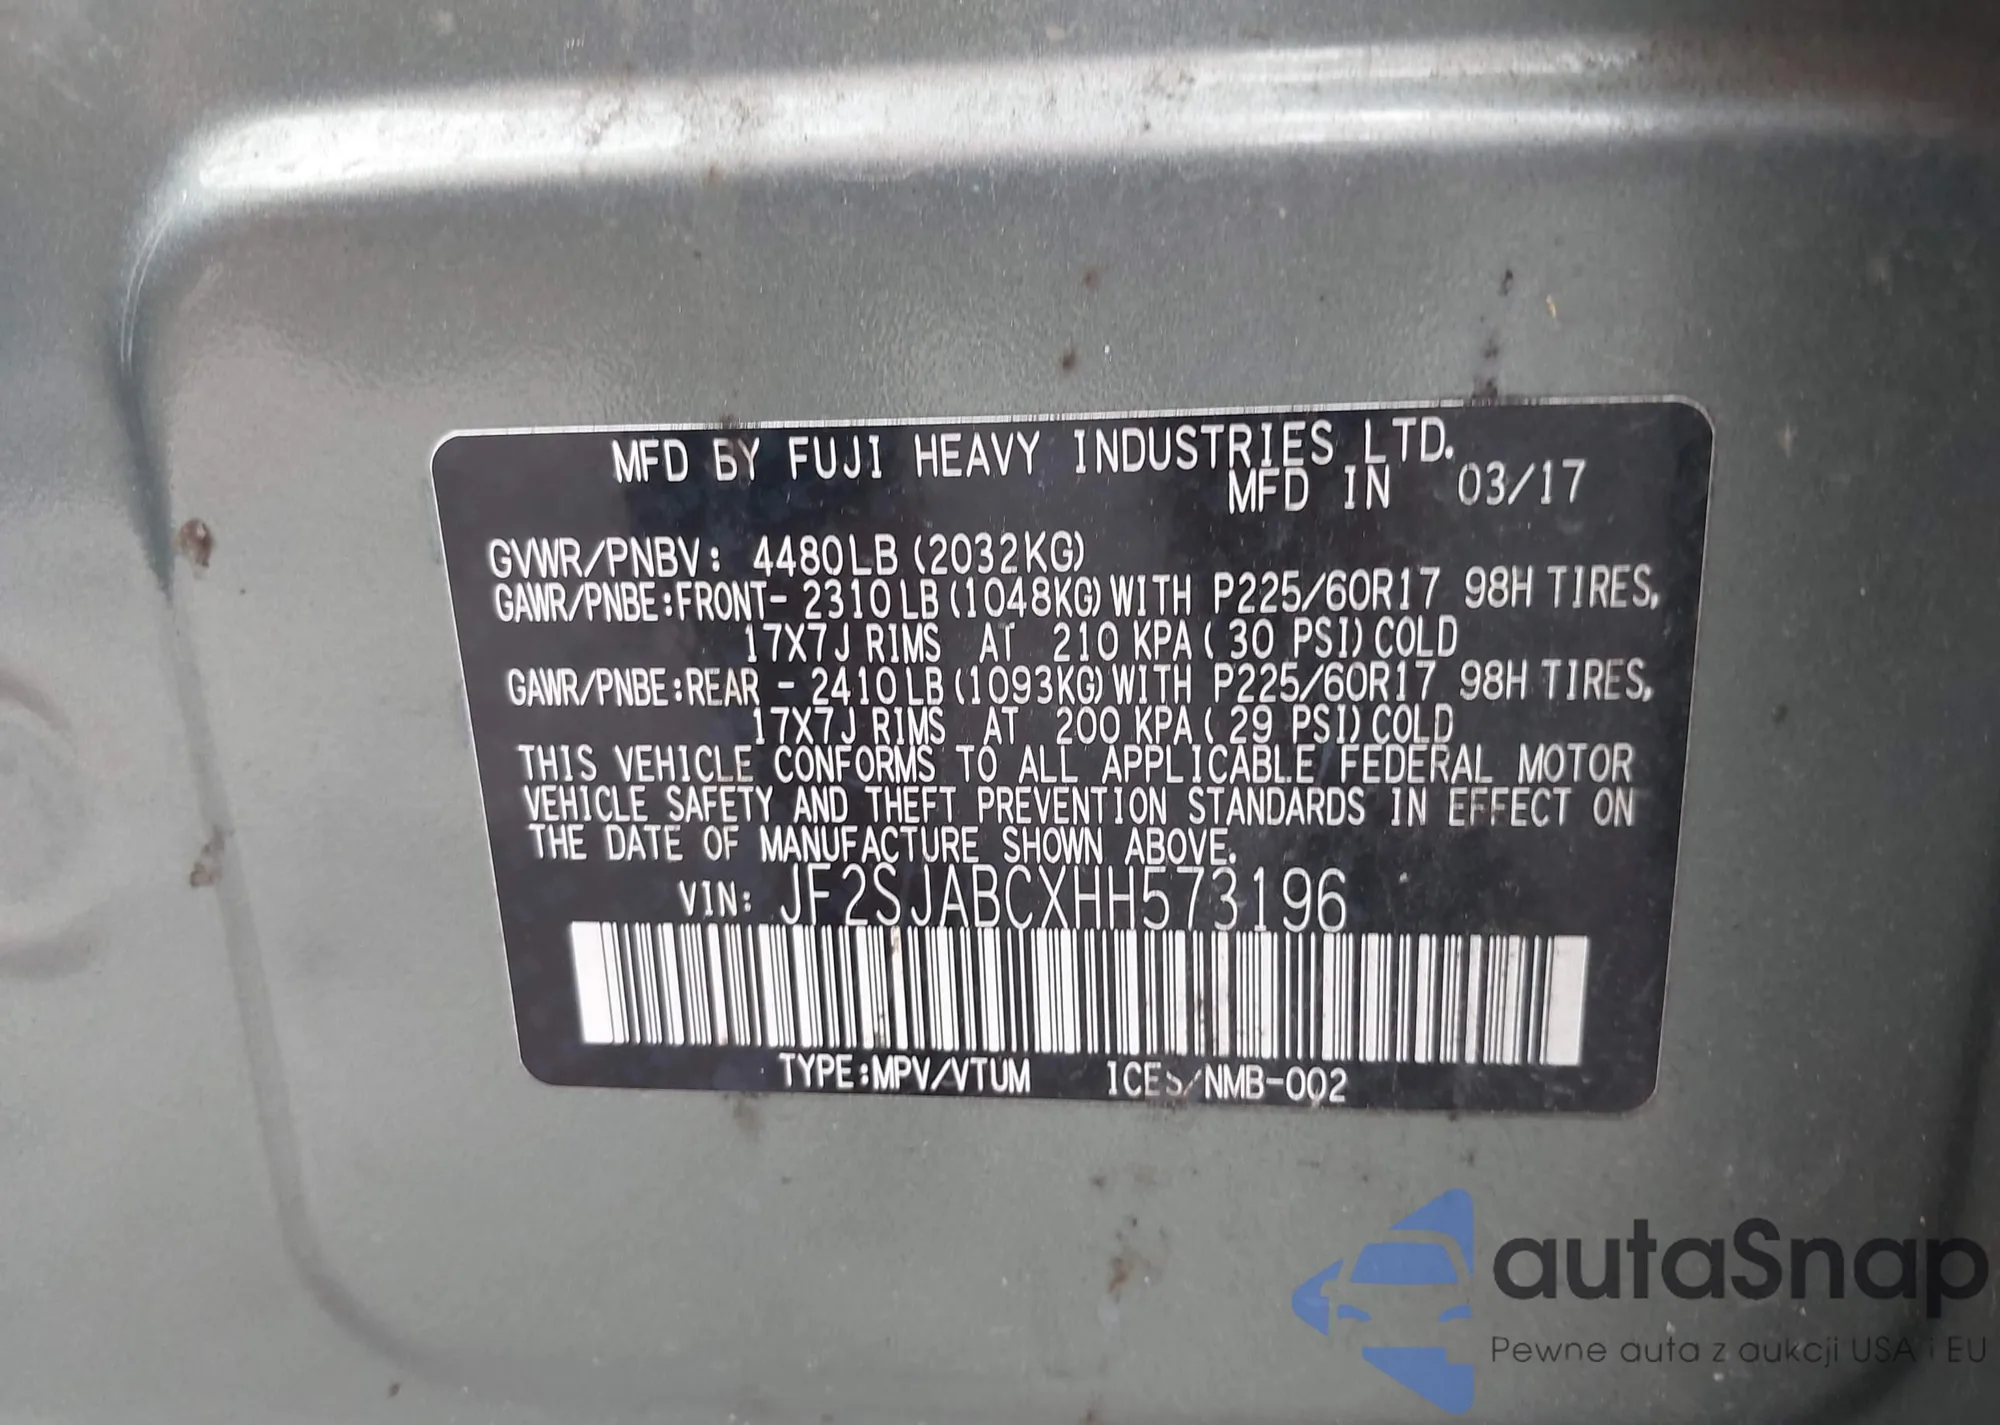 MFD BY FUJI HEAVY INDUSTRIES LTD.
MFD IN 03/17
GVWR/PNBV: 4480LB (2032KG)
GAWR/PNBE:FRONT- 2310LB (1048KG) WITH P225/60R17 98H TIRES,
17X7J RIMS AT 210 KPA( 30 PSI) COLD
GAWR/PNBE:REAR - 2410LB (1093KG) WITH P225/60R17 98H TIRES,
17X7J RIMS AT 200 KPA( 29 PSI) COLD
THIS VEHICLE CONFORMS TO ALL APPLICABLE FEDERAL MOTOR
VEHICLE SAFETY AND THEFT PREVENTION STANDARDS IN EFFECT ON
THE DATE OF MANUFACTURE SHOWN ABOVE.
VIN: JF2SJABCXHH573196
TYPE:MPV/VTUM ICES/NMB-002
autaSnap
Pewne auta z aukcji USA i EU